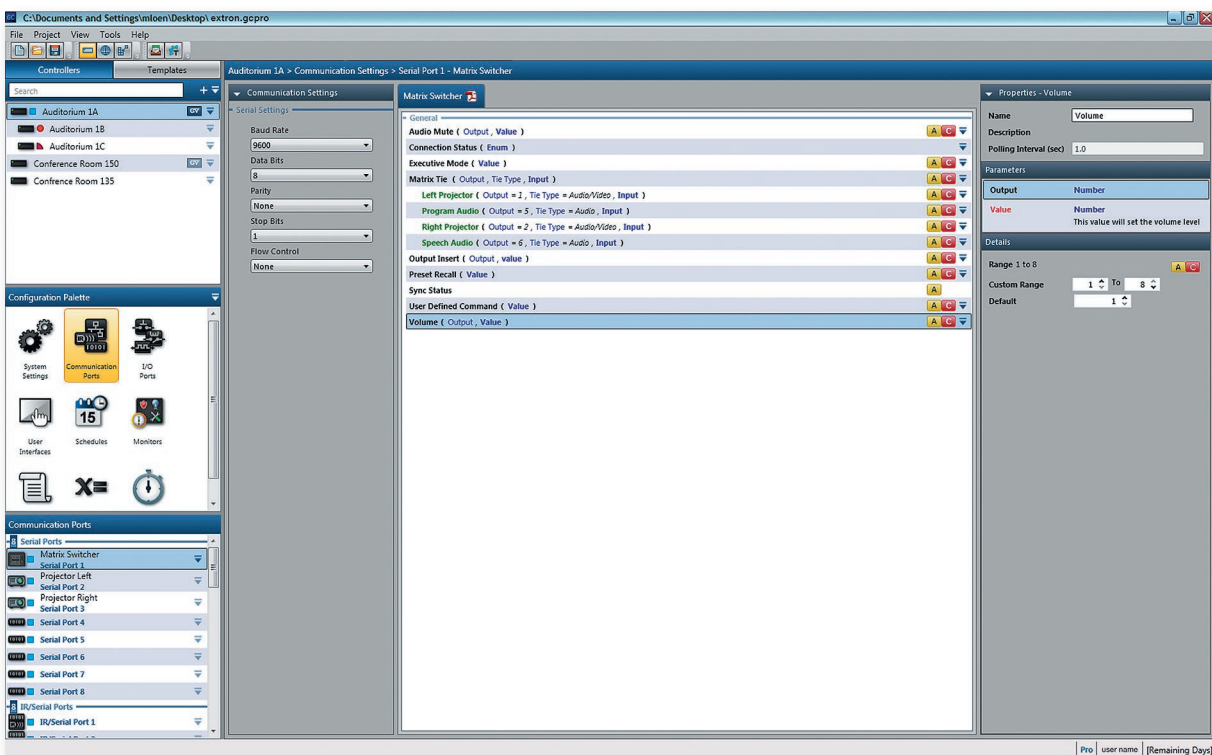 GC C:\Documents and Settings\mloen\Desktop\ extron.gcpro
File Project View Tools Help
Controllers Templates
Auditorium 1A > Communication Settings > Serial Port 1 - Matrix Switcher
Search
Auditorium 1A GV
Auditorium 1B
Auditorium 1C
Conference Room 150 GV
Confrence Room 135
Configuration Palette
System Settings
Communication Ports
I/O Ports
15
User Interfaces
Schedules
Monitors
X=
Communication Ports
8 Serial Ports
Matrix Switcher
Serial Port 1
Projector Left
Serial Port 2
Projector Right
Serial Port 3
Serial Port 4
Serial Port 5
Serial Port 6
Serial Port 7
Serial Port 8
8 IR/Serial Ports
IR/Serial Port 1
Communication Settings
Serial Settings
Baud Rate
9600
Data Bits
8
Parity
None
Stop Bits
1
Flow Control
None
Matrix Switcher
General
Audio Mute ( Output , Value ) A C
Connection Status ( Enum ) C
Executive Mode ( Value ) A C
Matrix Tie ( Output , Tie Type , Input ) A C
Left Projector ( Output = 1 , Tie Type = Audio/Video , Input ) A C
Program Audio ( Output = 5 , Tie Type = Audio , Input ) A C
Right Projector ( Output = 2 , Tie Type = Audio/Video , Input ) A C
Speech Audio ( Output = 6 , Tie Type = Audio , Input ) A C
Output Insert ( Output , value ) A C
Preset Recall ( Value ) A C
Sync Status A
User Defined Command ( Value ) A C
Volume ( Output , Value ) A C
Properties - Volume
Name Volume
Description
Polling Interval (sec) 1.0
Parameters
Output Number
Value Number
This value will set the volume level
Details
Range 1 to 8 A C
Custom Range 1 To 8
Default 1
Pro user name [Remaining Days]